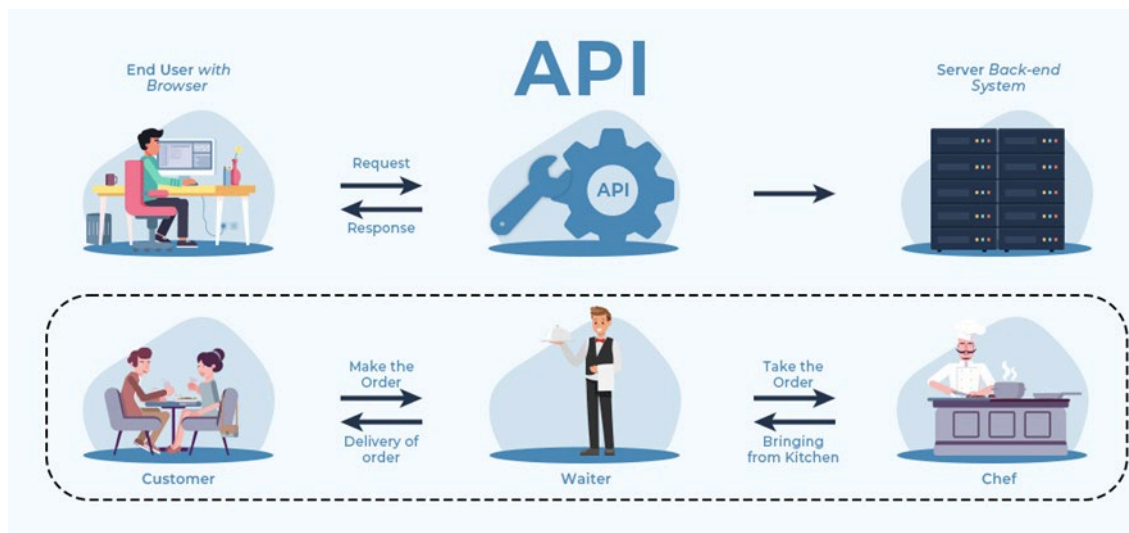 API
End User with
Browser
Server Back-end
System
Request
API
Response
Make the
Order
Take the
Order
Delivery of
order
Bringing
from Kitchen
Customer
Waiter
Chef